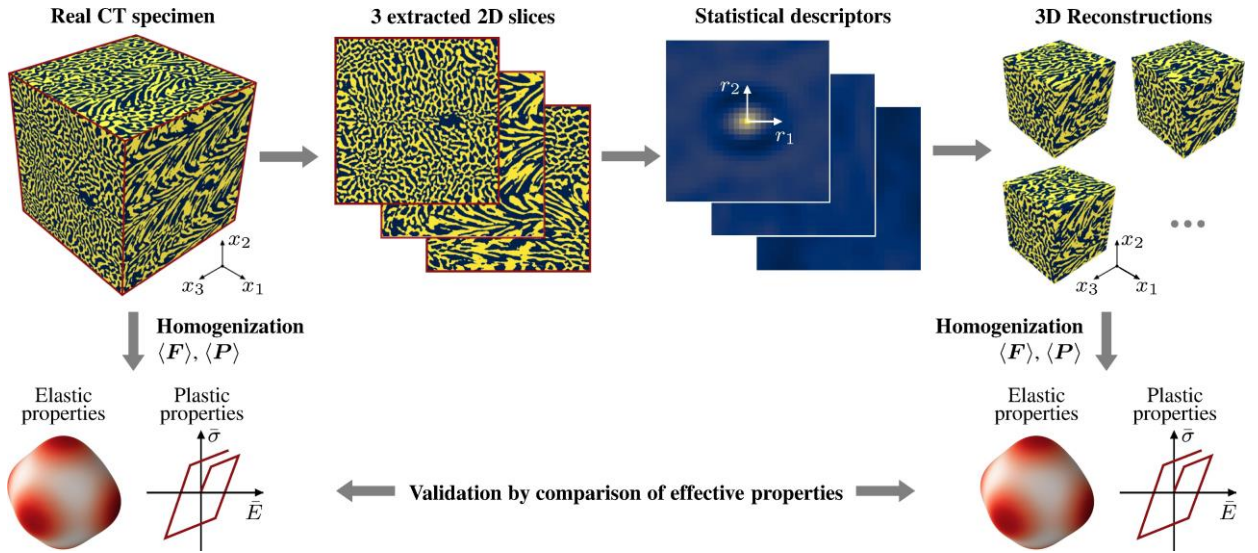 Real CT specimen
3 extracted 2D slices
Statistical descriptors
3D Reconstructions
r₂
r₁
x₂
x₃
x₁
x₂
x₃
x₁
Homogenization
⟨F⟩, ⟨P⟩
Homogenization
⟨F⟩, ⟨P⟩
Elastic
properties
Plastic
properties
σ̄
Ē
Validation by comparison of effective properties
Elastic
properties
Plastic
properties
σ̄
Ē